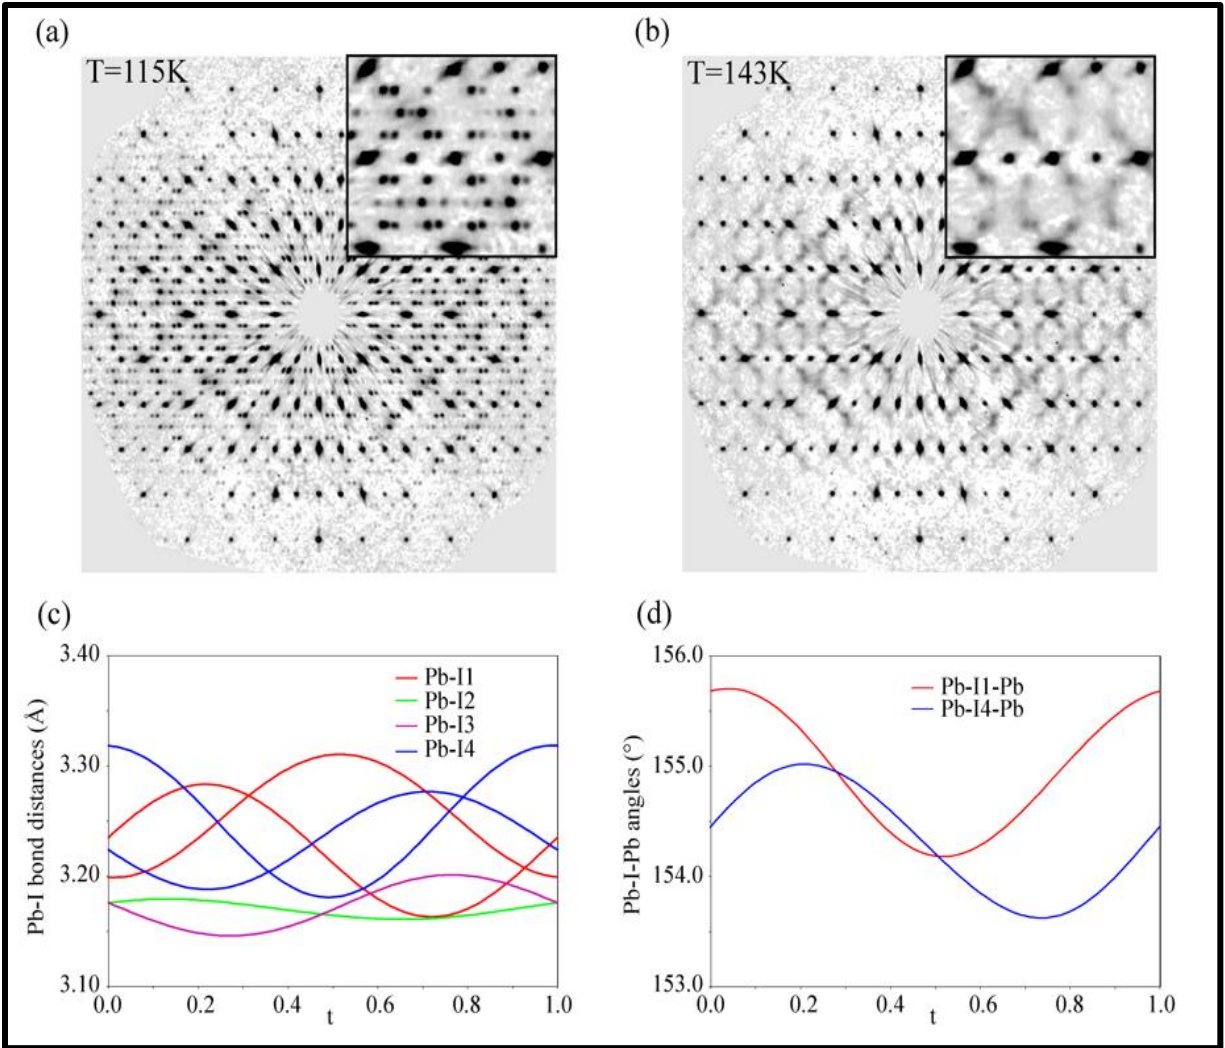 (a)
(b)
T=115K
T=143K
(c)
(d)
3.40
3.30
3.20
3.10
Pb-I bond distances (Å)
Pb-I1
Pb-I2
Pb-I3
Pb-I4
0.0
0.2
0.4
0.6
0.8
1.0
t
156.0
155.0
154.0
153.0
Pb-I-Pb angles (°)
Pb-I1-Pb
Pb-I4-Pb
0.0
0.2
0.4
0.6
0.8
1.0
t